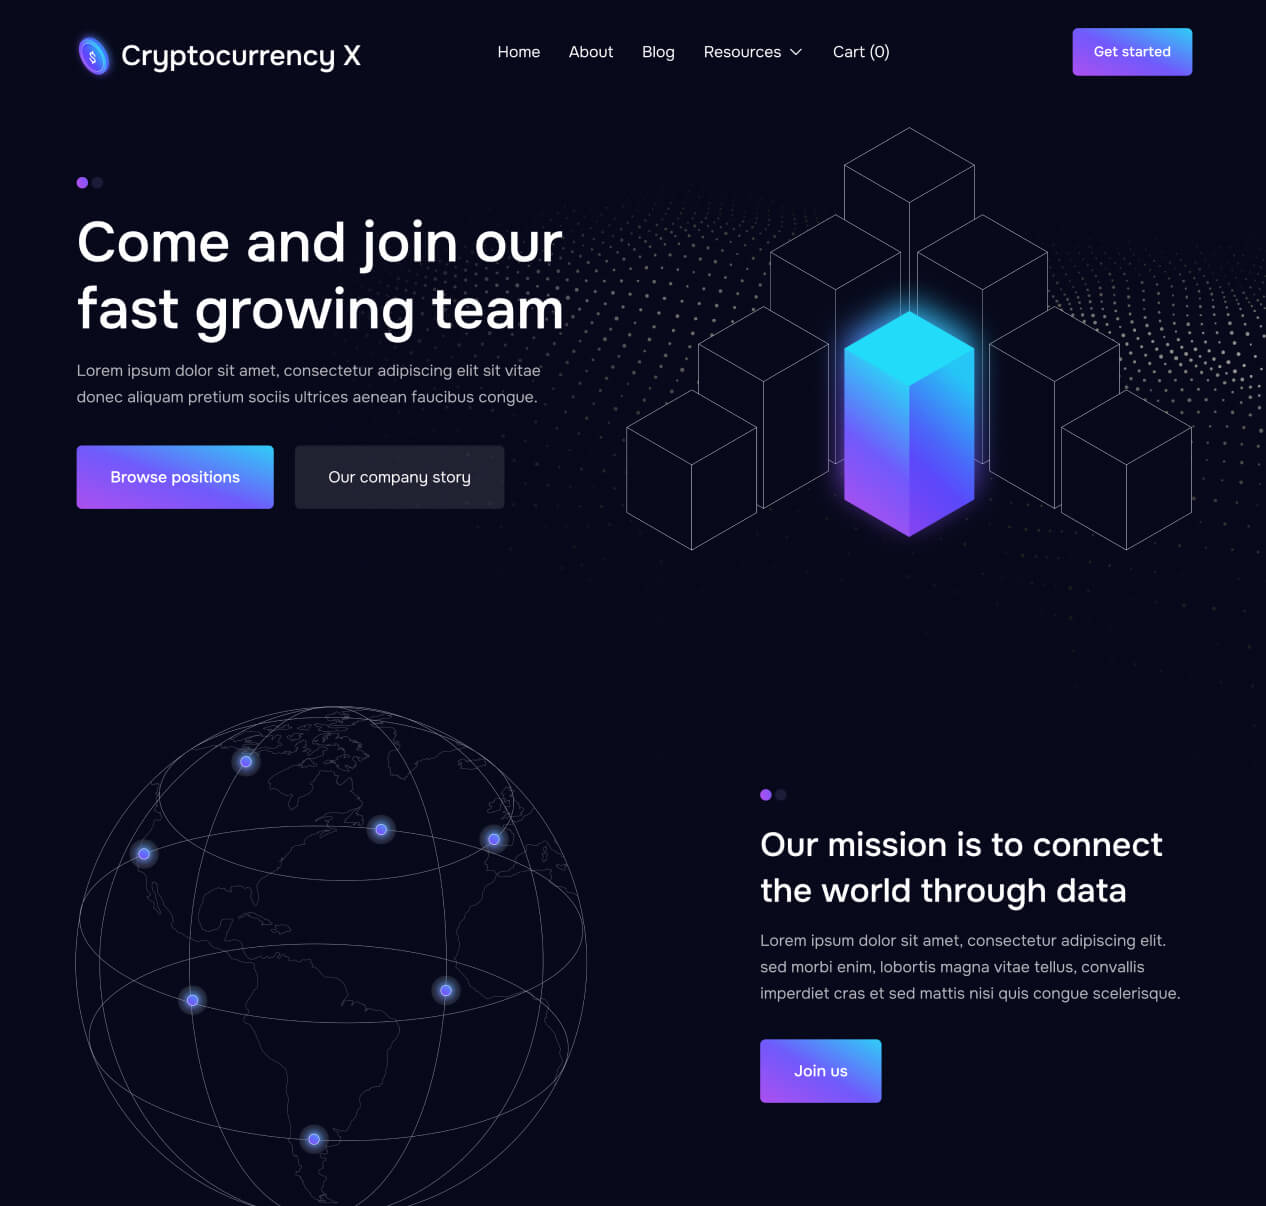 $ Cryptocurrency X
Home About Blog Resources Cart (0)
Get started
Come and join our
fast growing team
Lorem ipsum dolor sit amet, consectetur adipiscing elit sit vitae
donec aliquam pretium sociis ultrices aenean faucibus congue.
Browse positions
Our company story
Our mission is to connect
the world through data
Lorem ipsum dolor sit amet, consectetur adipiscing elit.
sed morbi enim, lobortis magna vitae tellus, convallis
imperdiet cras et sed mattis nisi quis congue scelerisque.
Join us